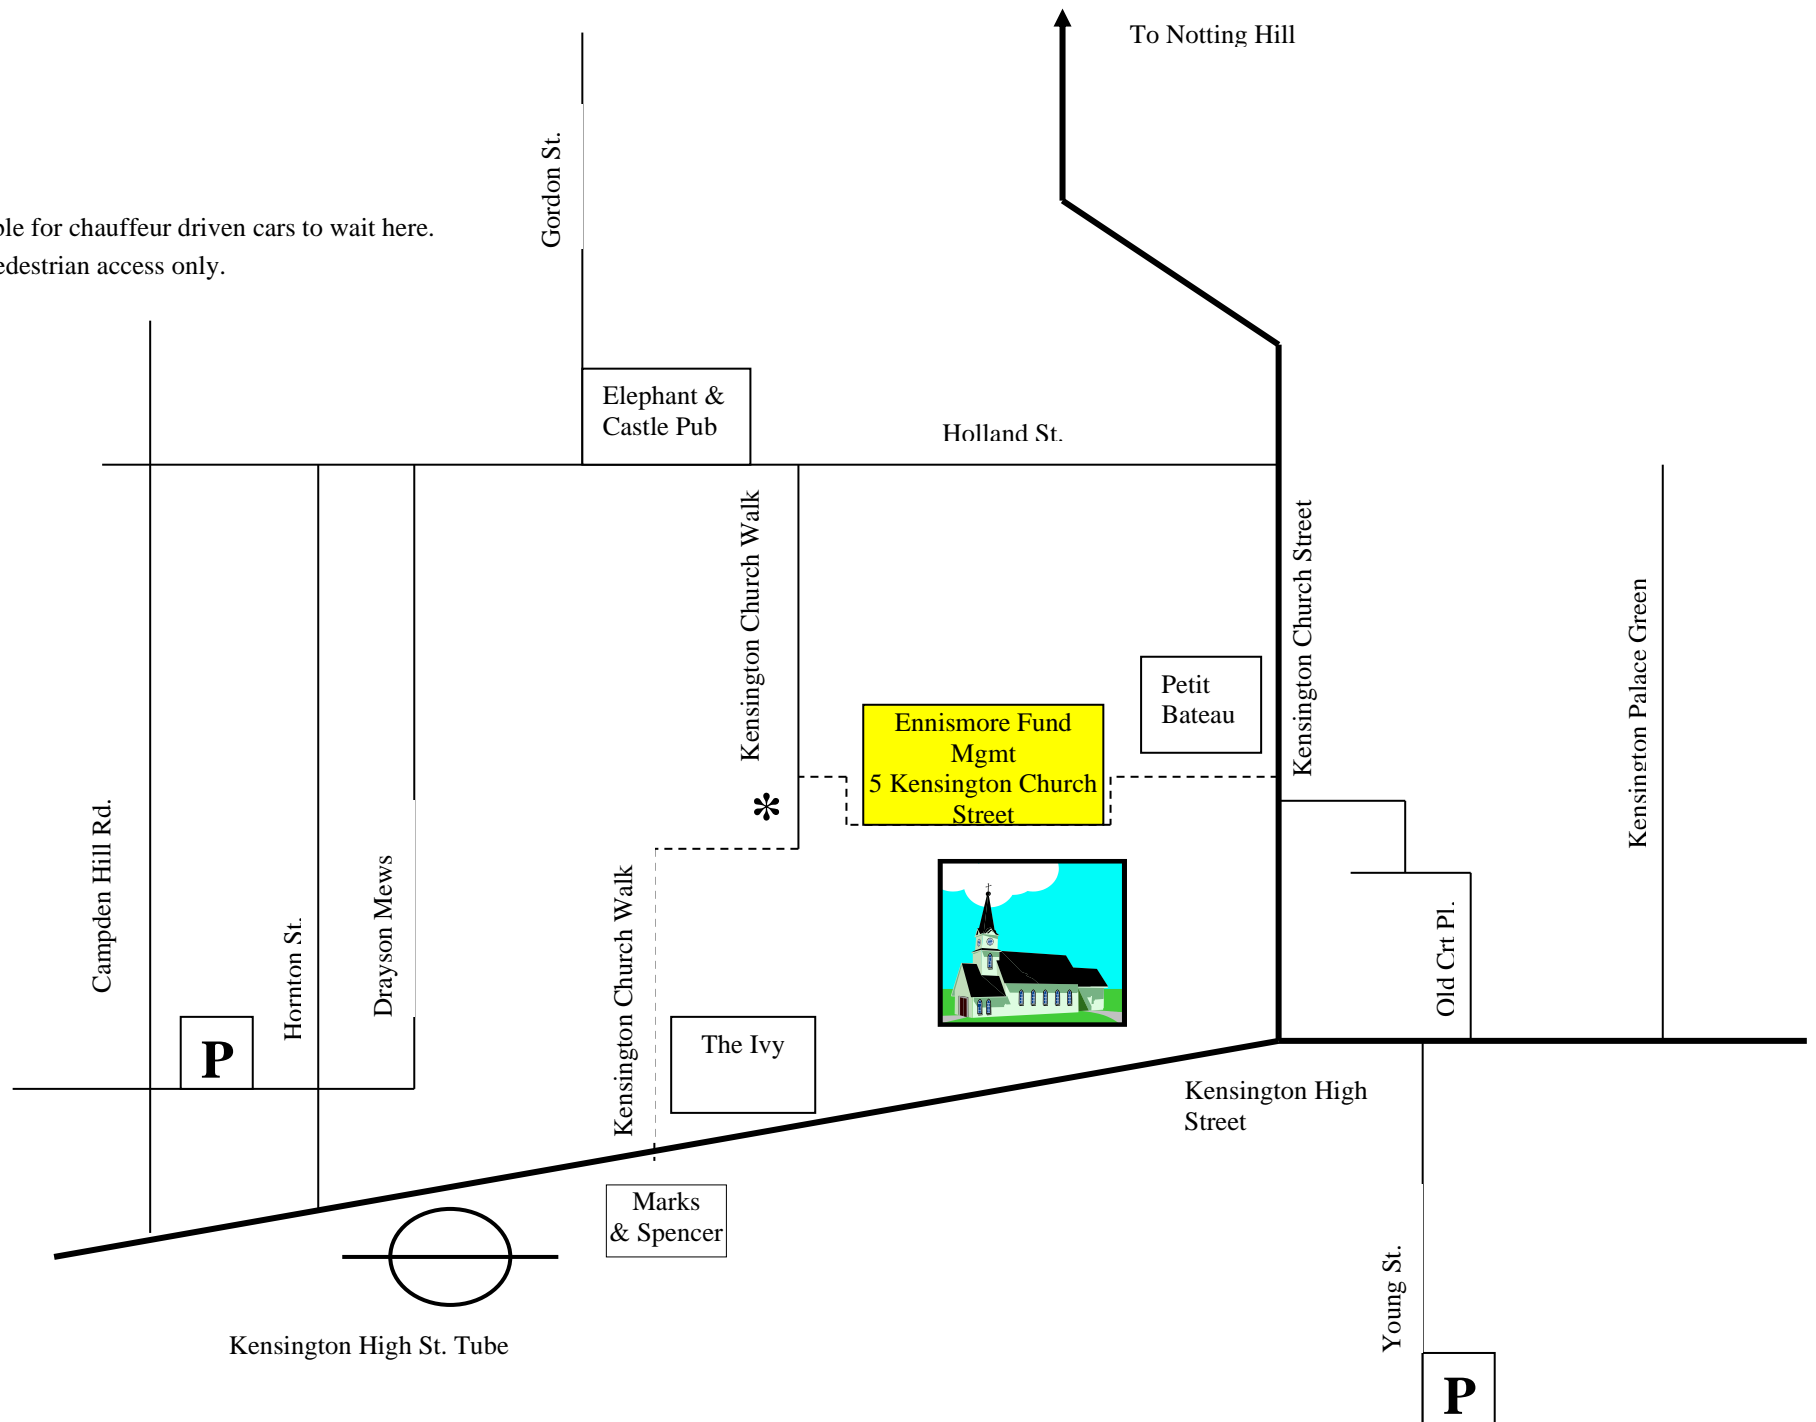 To Notting Hill
Gordon St.
for chauffeur driven cars to wait here.
access only.
Elephant &
Castle Pub
Holland St.
Kensington Church Walk
Kensington Church Street
Kensington Palace Green
Petit
Bateau
Ennismore Fund
Mgmt
5 Kensington Church
Street
*
Campden Hill Rd.
Hornton St.
Drayson Mews
Kensington Church Walk
Old Crt Pl.
P
The Ivy
Kensington High
Street
Marks
& Spencer
Young St.
Kensington High St. Tube
P